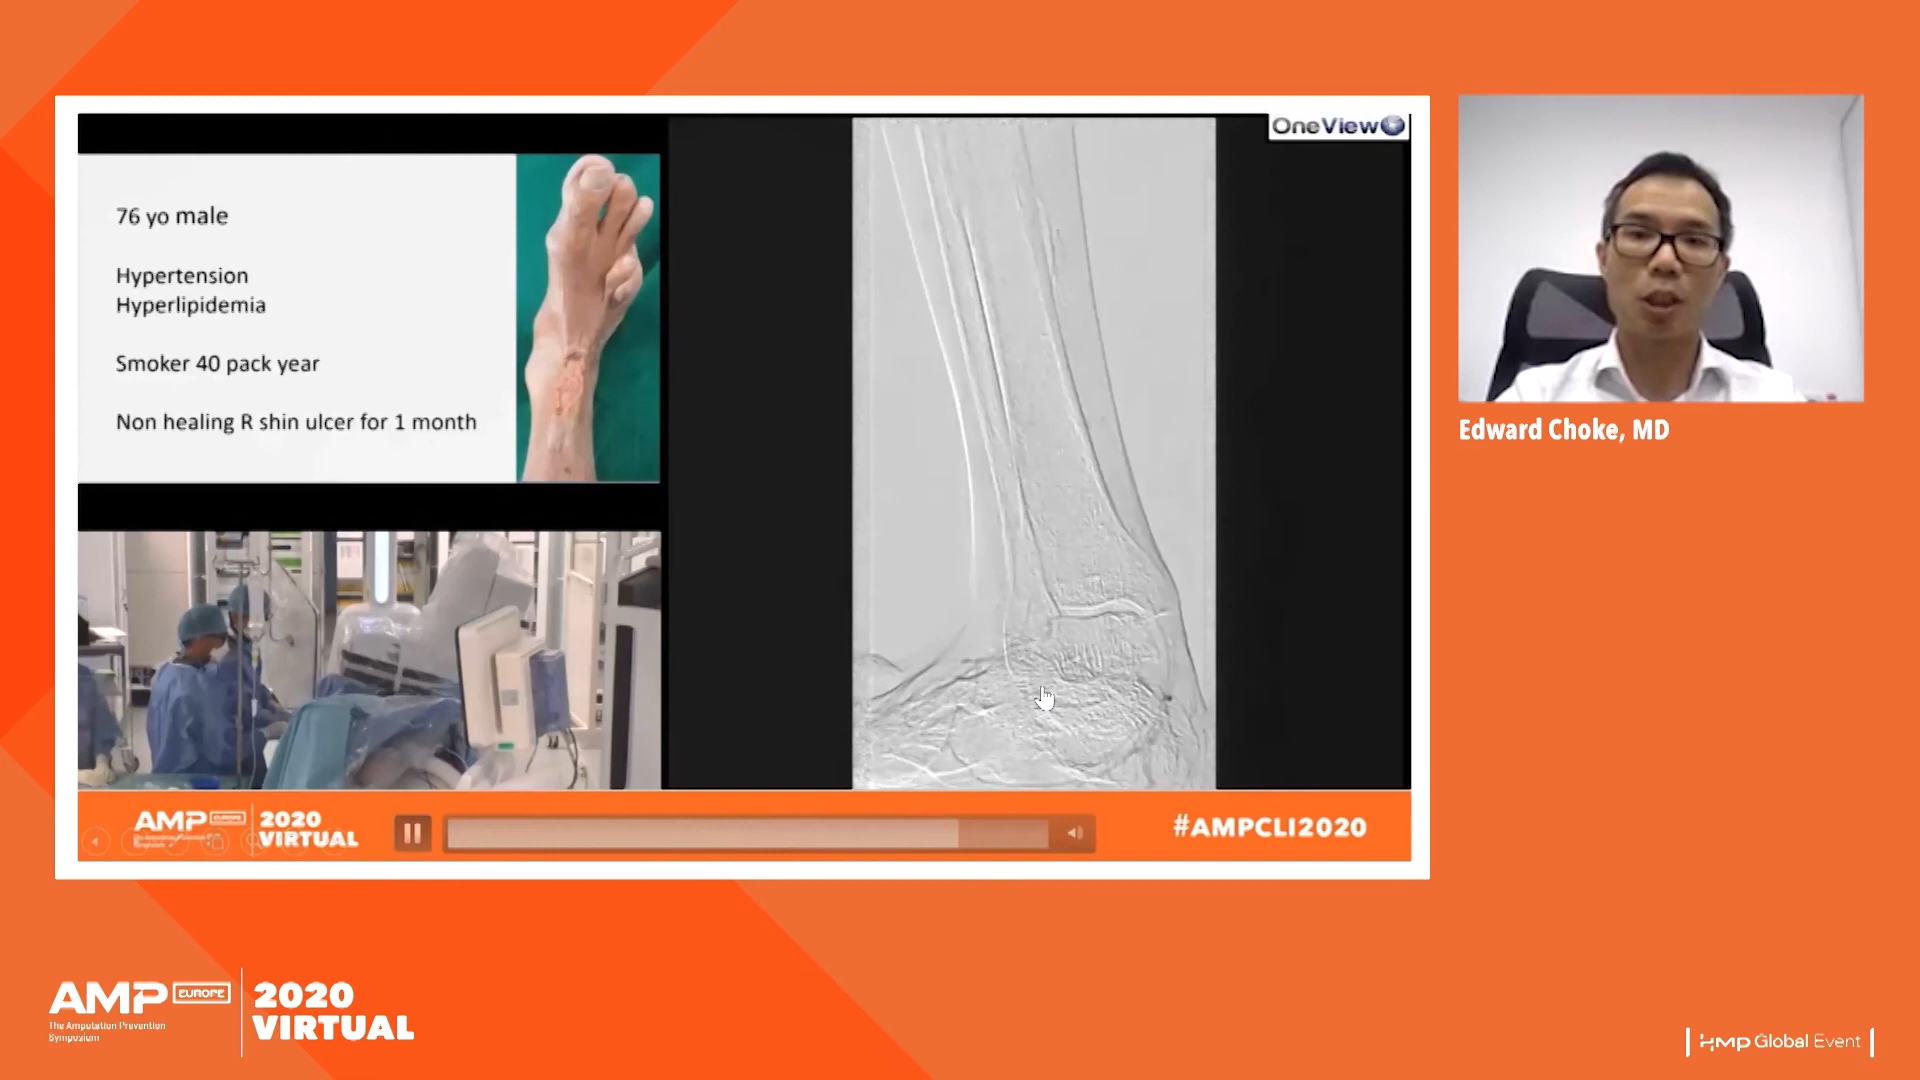 OneView
76 yo male
Hypertension
Hyperlipidemia
Smoker 40 pack year
Non healing R shin ulcer for 1 month
Edward Choke, MD
AMP EUROPE
2020
VIRTUAL
#AMPCLI2020
AMP EUROPE
The Amputation Prevention
Symposium
2020
VIRTUAL
HMP Global Event